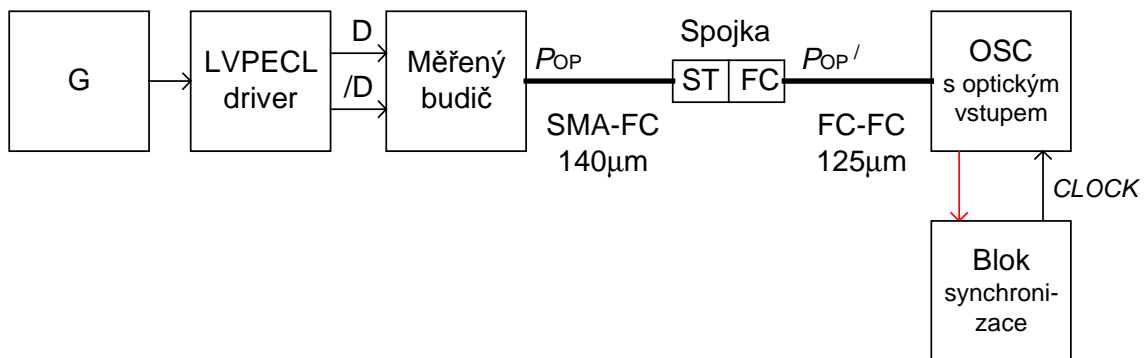 G
LVPECL
driver
D
/D
Měřený
budič
POP
SMA-FC
140μm
Spojka
ST FC
POP /
FC-FC
125μm
OSC
s optickým
vstupem
CLOCK
Blok
synchroni-
zace